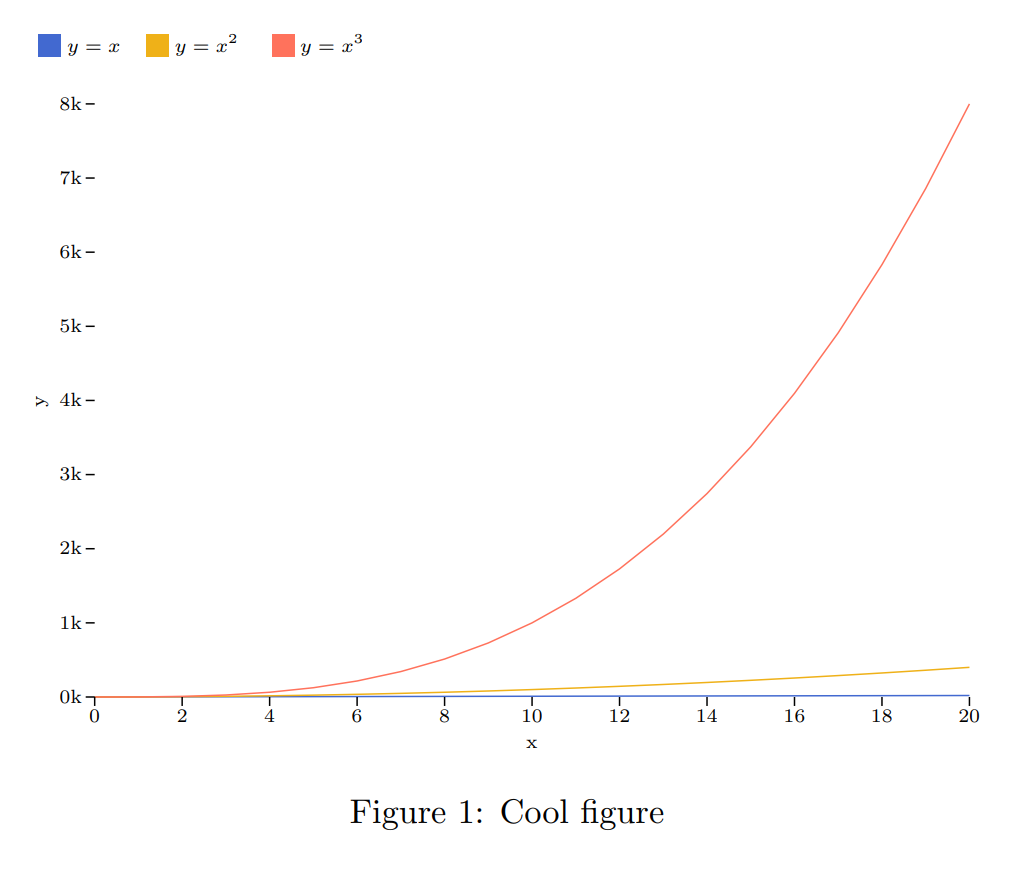 y = x y = x² y = x³
8k
7k
6k
5k
4k
y
3k
2k
1k
0k
0 2 4 6 8 10 12 14 16 18 20
x
Figure 1: Cool figure